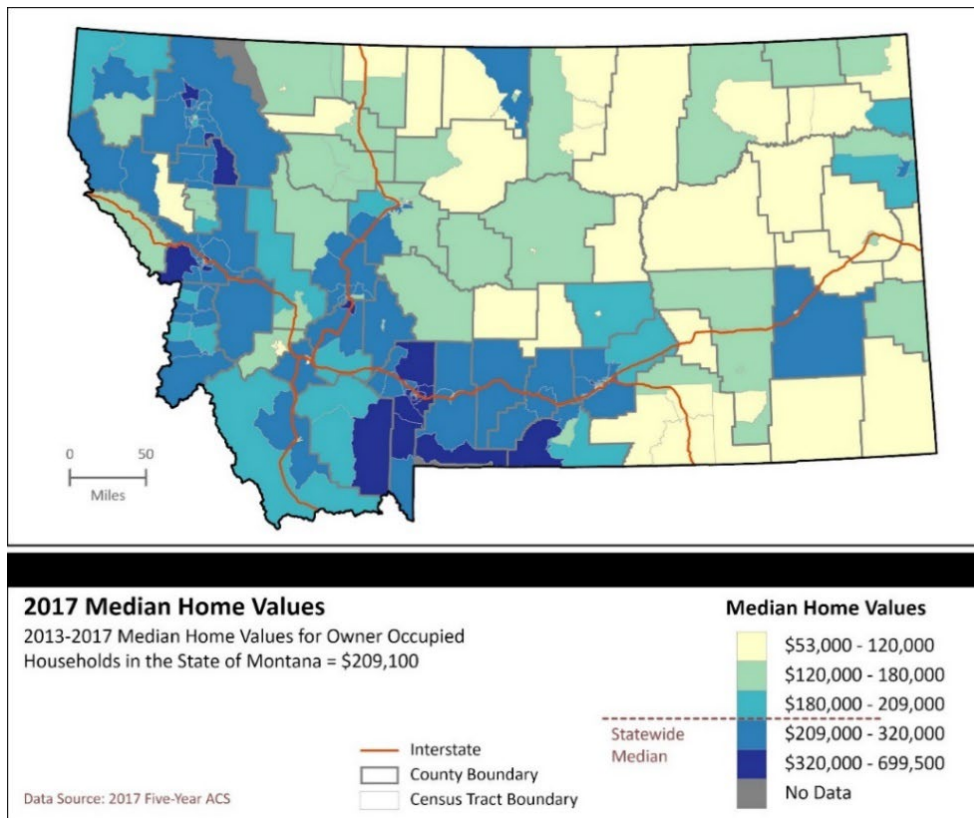 0 50
Miles
2017 Median Home Values
2013-2017 Median Home Values for Owner Occupied
Households in the State of Montana = $209,100
Interstate
County Boundary
Census Tract Boundary
Data Source: 2017 Five-Year ACS
Median Home Values
$53,000 - 120,000
$120,000 - 180,000
$180,000 - 209,000
Statewide
Median
$209,000 - 320,000
$320,000 - 699,500
No Data